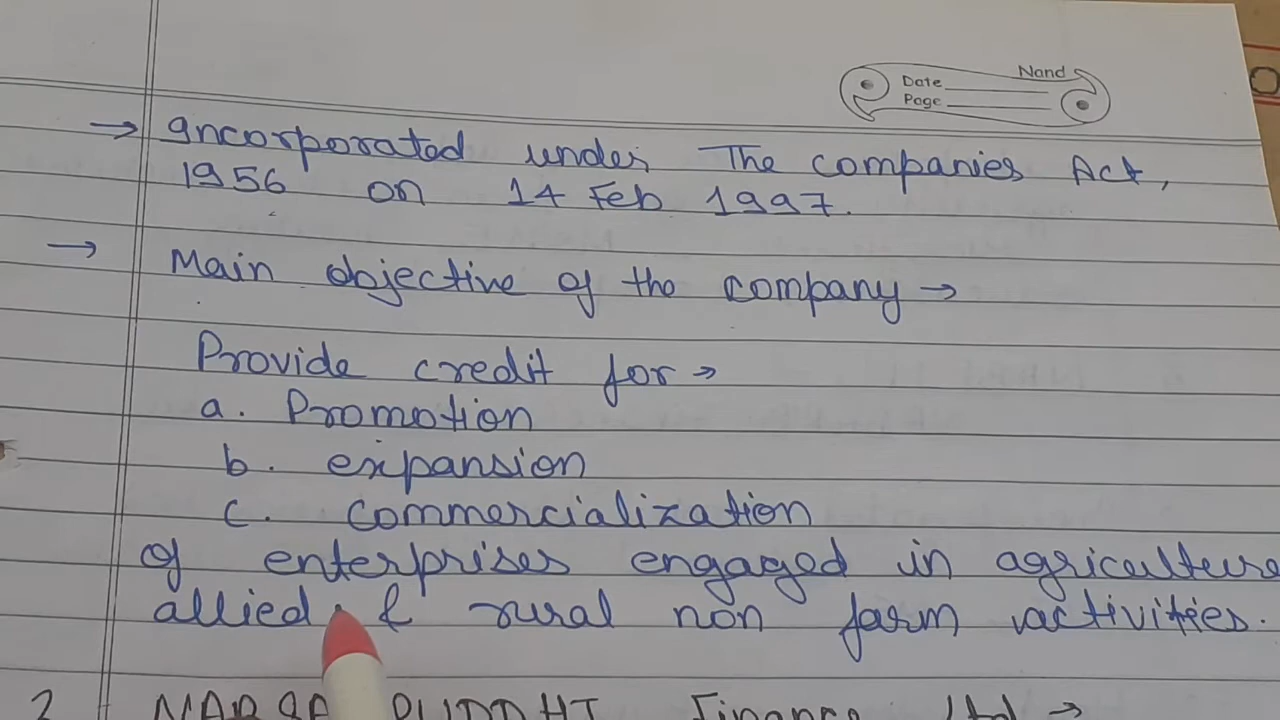 Nand
Date
Page
→ Incorporated under The Companies Act,
1956 on 14 Feb 1997.
→ Main objective of the company →
Provide credit for →
a. Promotion
b. expansion
c. commercialization
of enterprises engaged in agriculture
allied & rural non farm activities.
Finance Ltd →